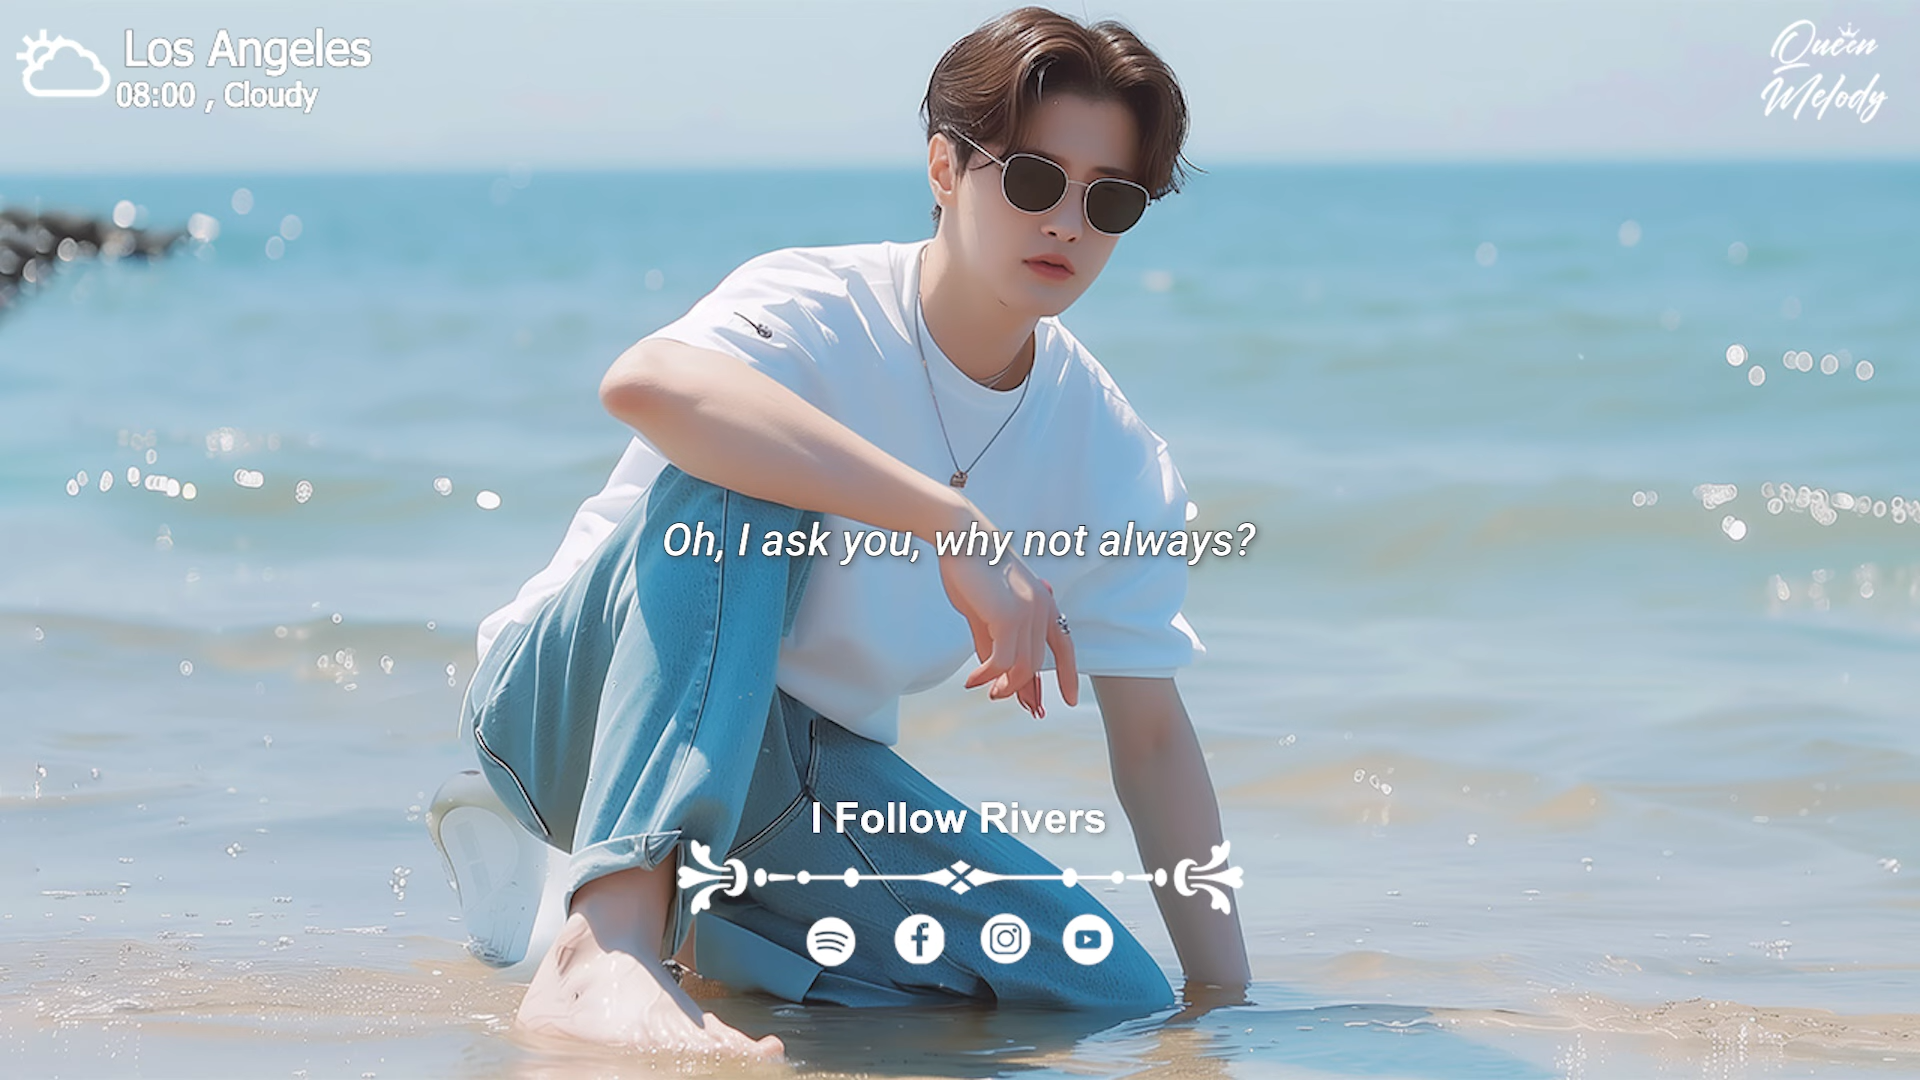 Los Angeles
08:00 , Cloudy
Queen
Melody
Oh, I ask you, why not always?
I Follow Rivers